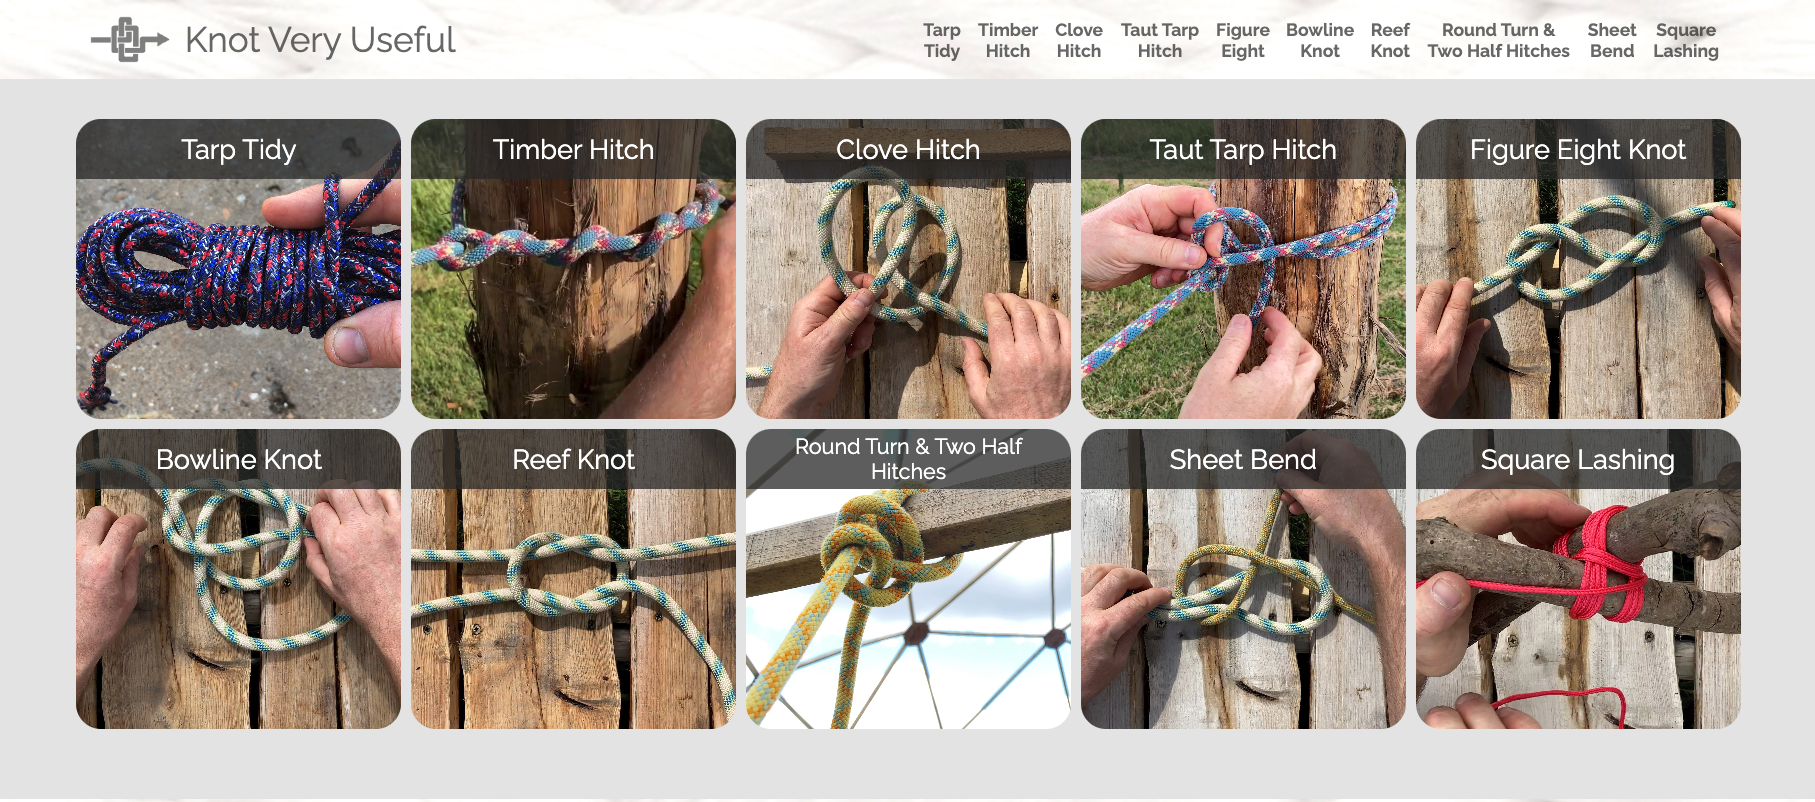 Knot Very Useful
Tarp
Tidy
Timber
Hitch
Clove
Hitch
Taut Tarp
Hitch
Figure
Eight
Bowline
Knot
Reef
Knot
Round Turn &
Two Half Hitches
Sheet
Bend
Square
Lashing
Tarp Tidy
Timber Hitch
Clove Hitch
Taut Tarp Hitch
Figure Eight Knot
Bowline Knot
Reef Knot
Round Turn & Two Half
Hitches
Sheet Bend
Square Lashing